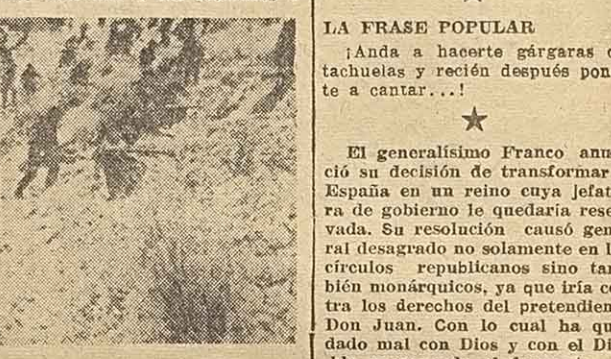 LA FRASE POPULAR
¡Anda a hacerte gárgaras
tachuelas y recién después pon
te a cantar...!
El generalísimo Franco anu
ció su decisión de transformar
España en un reino cuya jefat
ra de gobierno le quedaría rese
vada. Su resolución causó gen
ral desagrado no solamente en l
círculos republicanos sino ta
bién monárquicos, ya que iría c
tra los derechos del pretendien
Don Juan. Con lo cual ha qu
dado mal con Dios y con el Di